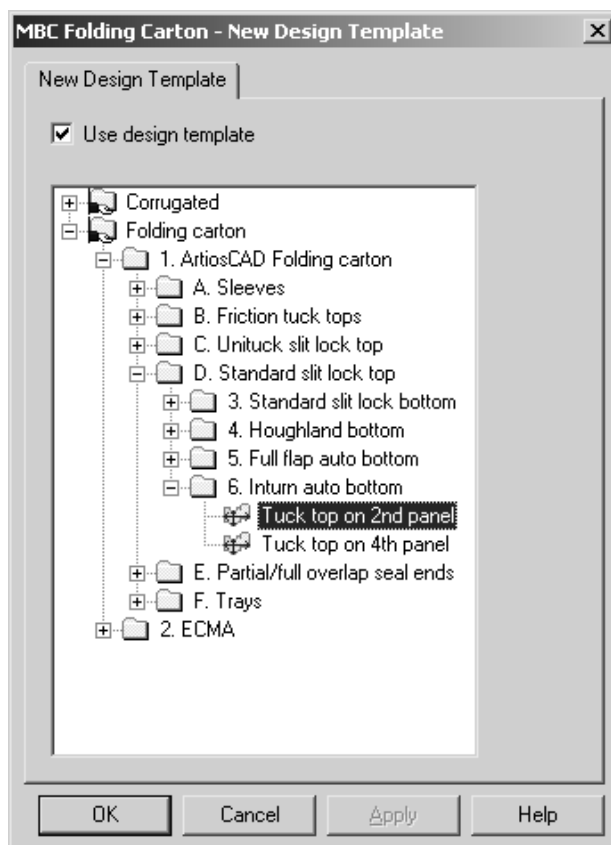 MBC Folding Carton - New Design Template
New Design Template
Use design template
Corrugated
Folding carton
1. ArtiosCAD Folding carton
A. Sleeves
B. Friction tuck tops
C. Unituck slit lock top
D. Standard slit lock top
3. Standard slit lock bottom
4. Houghland bottom
5. Full flap auto bottom
6. Inturn auto bottom
Tuck top on 2nd panel
Tuck top on 4th panel
E. Partial/full overlap seal ends
F. Trays
2. ECMA
OK Cancel Apply Help